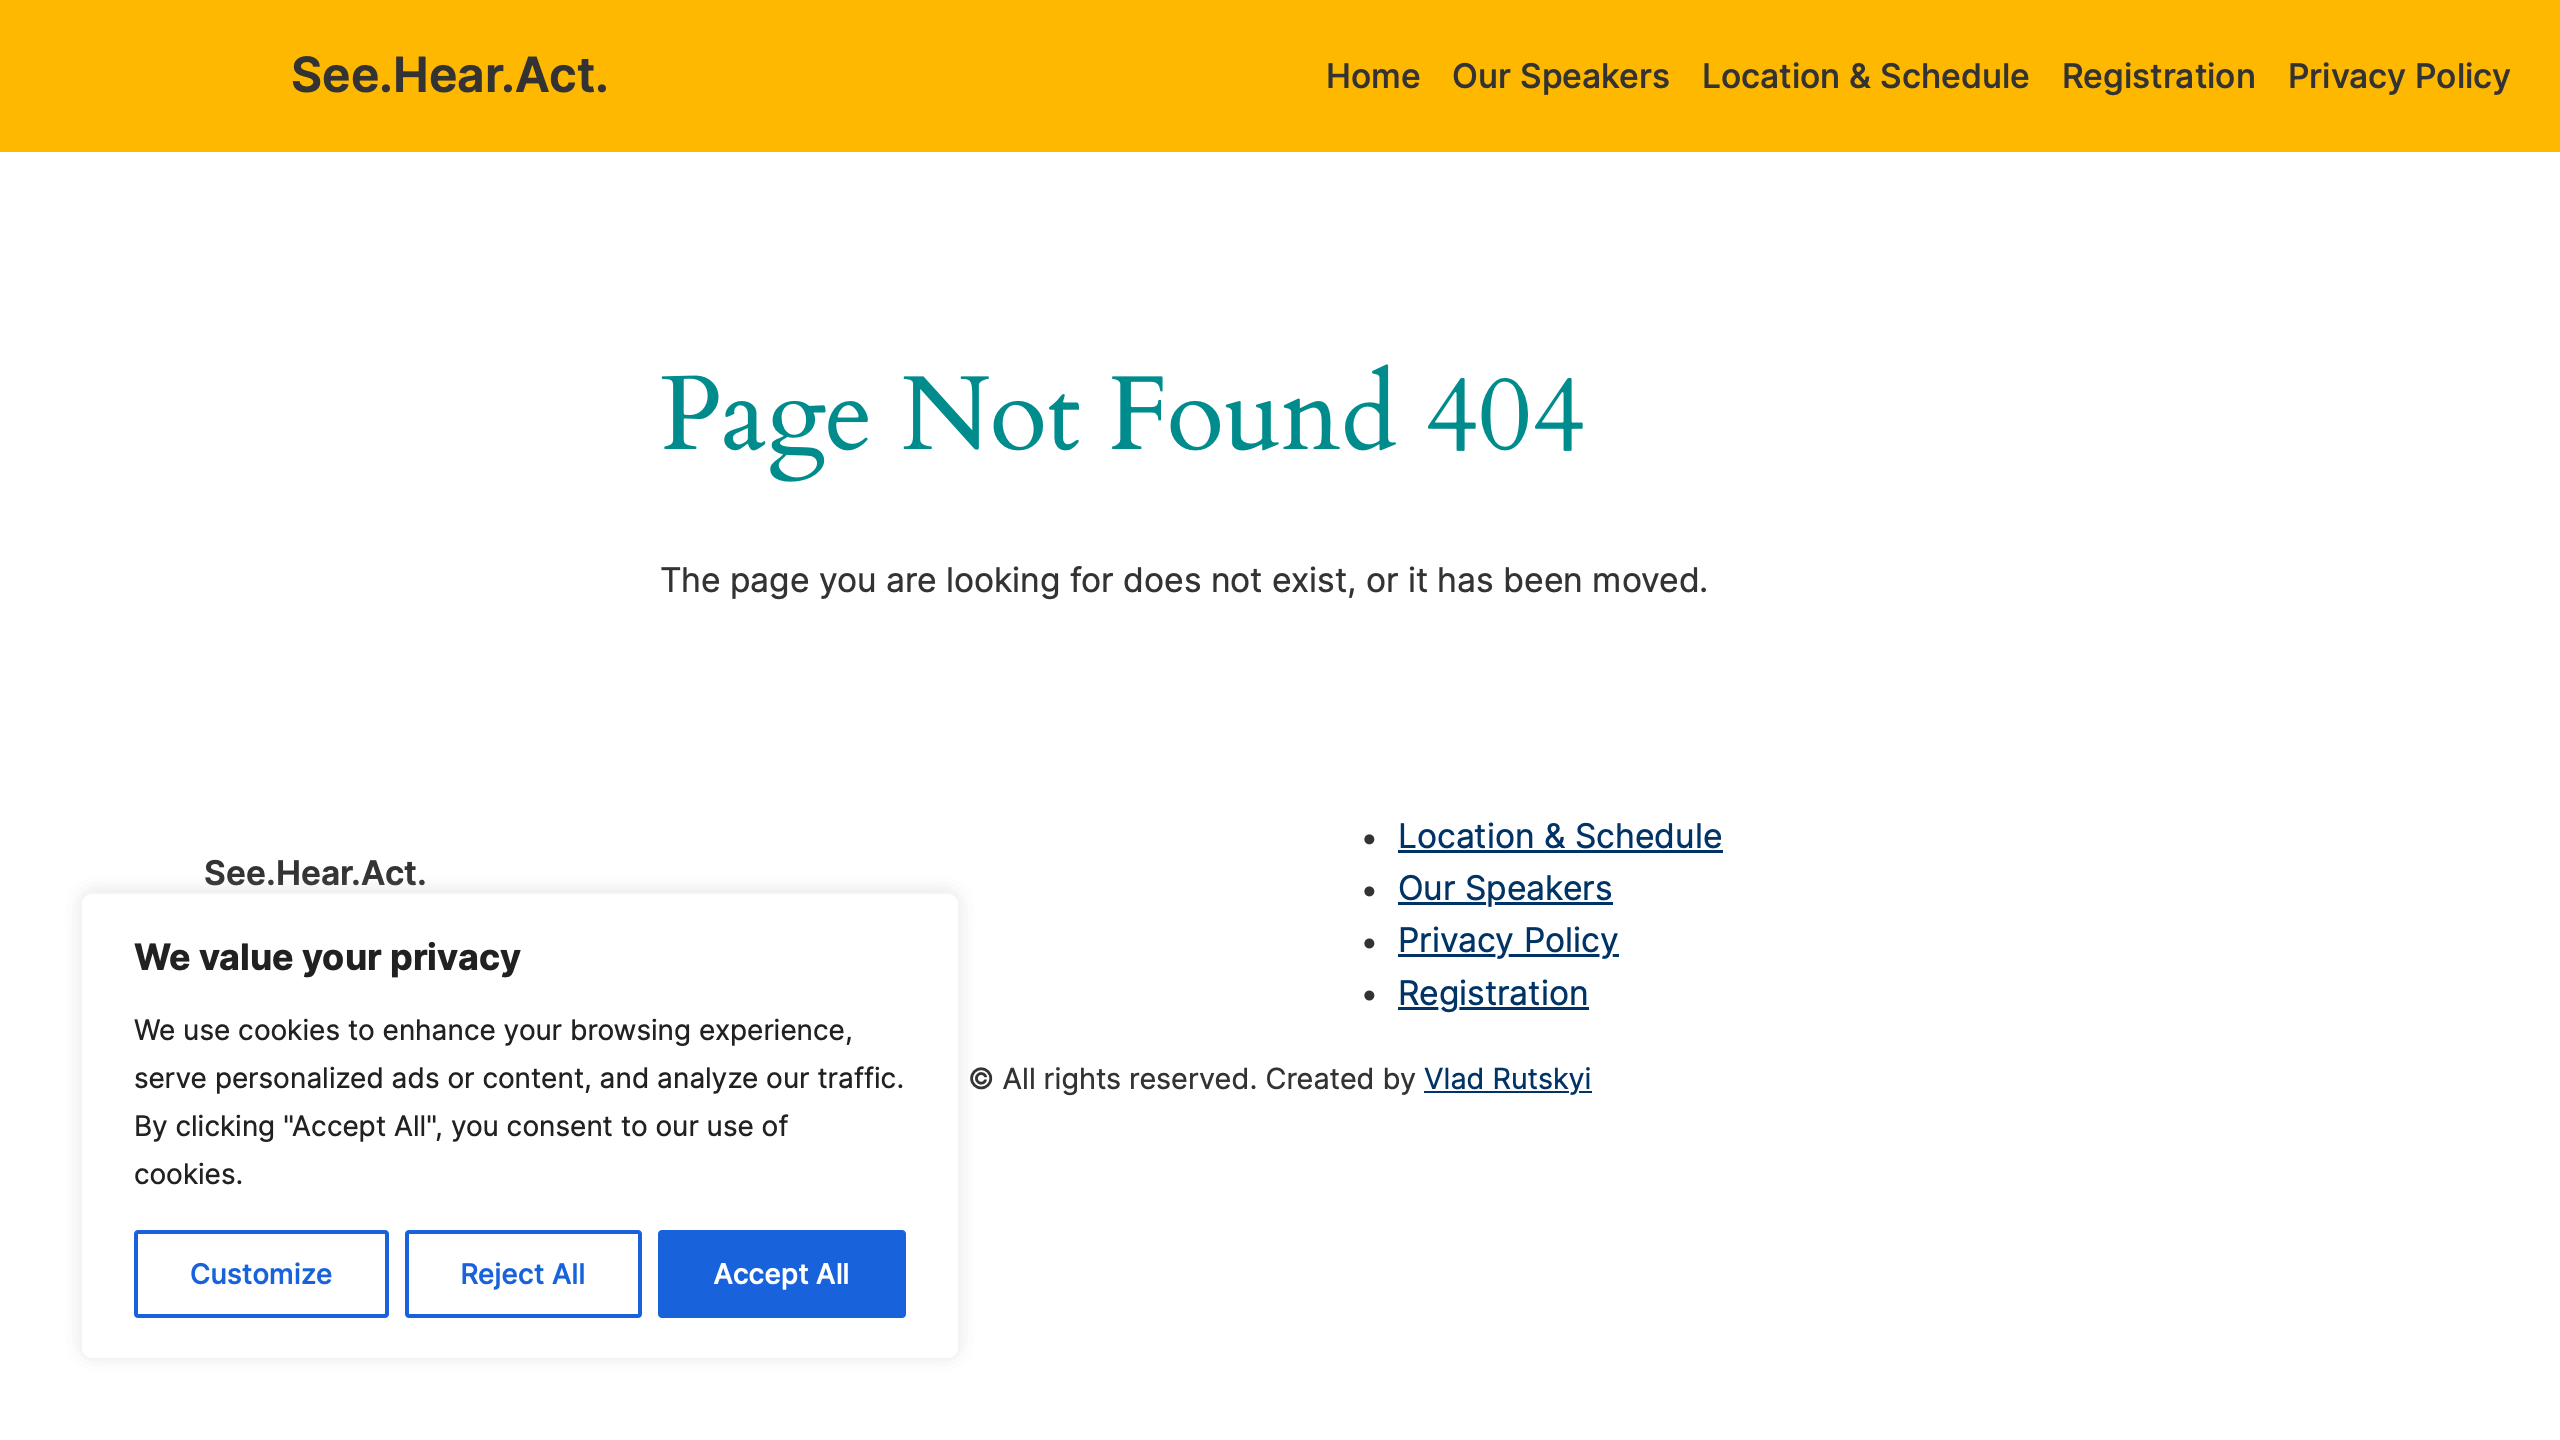 See.Hear.Act.
Home Our Speakers Location & Schedule Registration Privacy Policy
Page Not Found 404
The page you are looking for does not exist, or it has been moved.
See.Hear.Act.
Location & Schedule
Our Speakers
Privacy Policy
Registration
© All rights reserved. Created by Vlad Rutskyi
We value your privacy
We use cookies to enhance your browsing experience,
serve personalized ads or content, and analyze our traffic.
By clicking "Accept All", you consent to our use of
cookies.
Customize Reject All Accept All